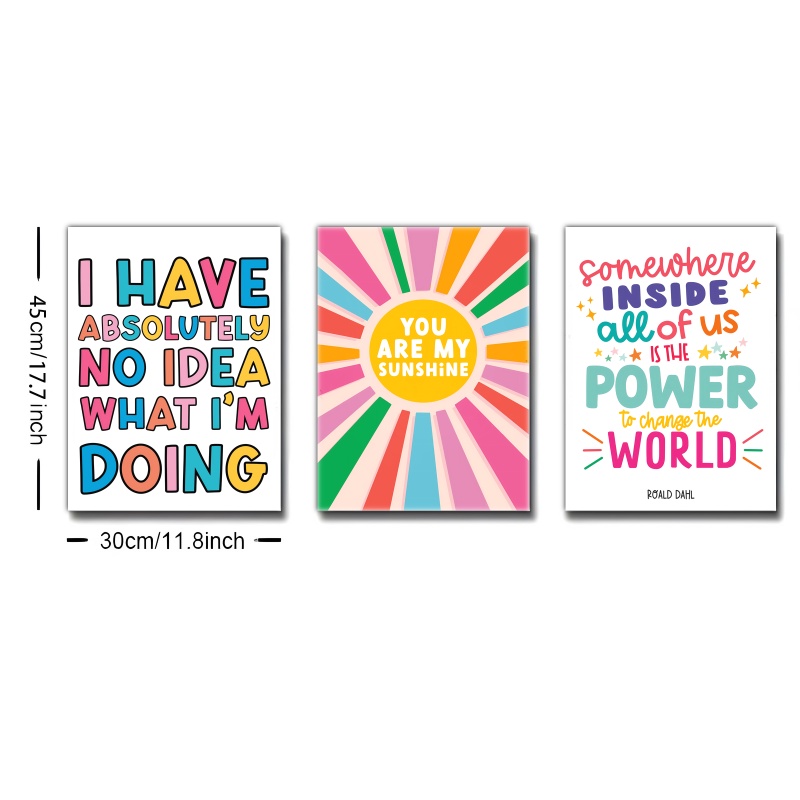 45cm/17.7inch
I HAVE
ABSOLUTELY
NO IDEA
WHAT I'M
DOING
30cm/11.8inch
YOU
ARE MY
SUNSHiNE
somewhere
INSIDE
all of us
IS THE
POWER
to change the
WORLD
ROALD DAHL